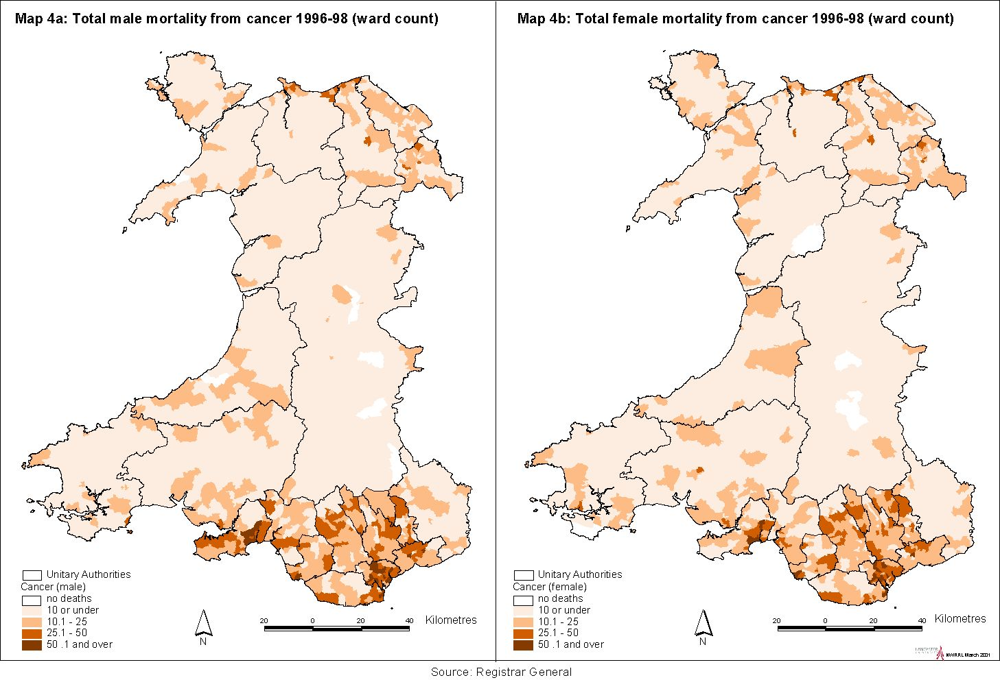 Map 4a: Total male mortality from cancer 1996-98 (ward count)
Map 4b: Total female mortality from cancer 1996-98 (ward count)
Unitary Authorities
Cancer (male)
no deaths
10 or under
10.1 - 25
25.1 - 50
50 .1 and over
N
20 0 20 40 Kilometres
Unitary Authorities
Cancer (female)
no deaths
10 or under
10.1 - 25
25.1 - 50
50 .1 and over
N
20 0 20 40 Kilometres
LANCASTER
UNIVERSITY
NWRRL March 2001
Source: Registrar General